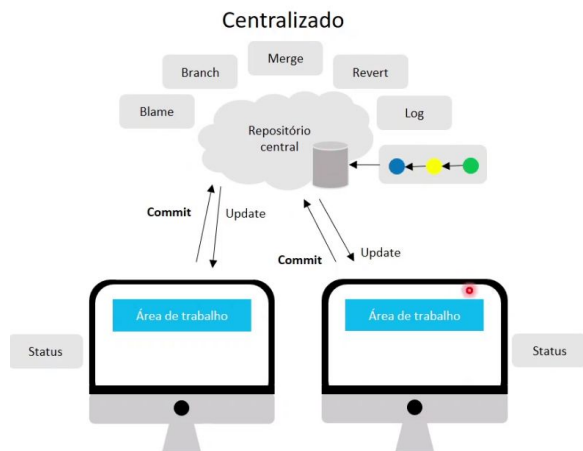 Centralizado
Merge
Branch
Revert
Blame
Log
Repositório
central
Commit
Update
Commit
Update
Área de trabalho
Área de trabalho
Status
Status